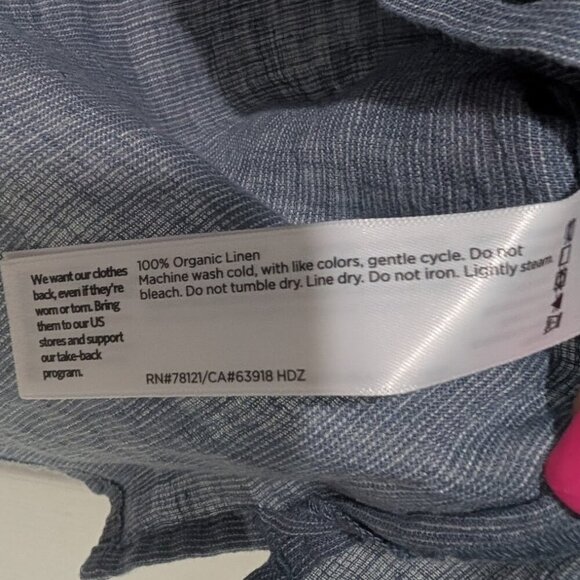 We want our clothes
back, even if they're
worn or torn. Bring
them to our US
stores and support
our take-back
program.
100% Organic Linen
Machine wash cold, with like colors, gentle cycle. Do not
bleach. Do not tumble dry. Line dry. Do not iron. Lightly steam.
RN#78121/CA#63918 HDZ